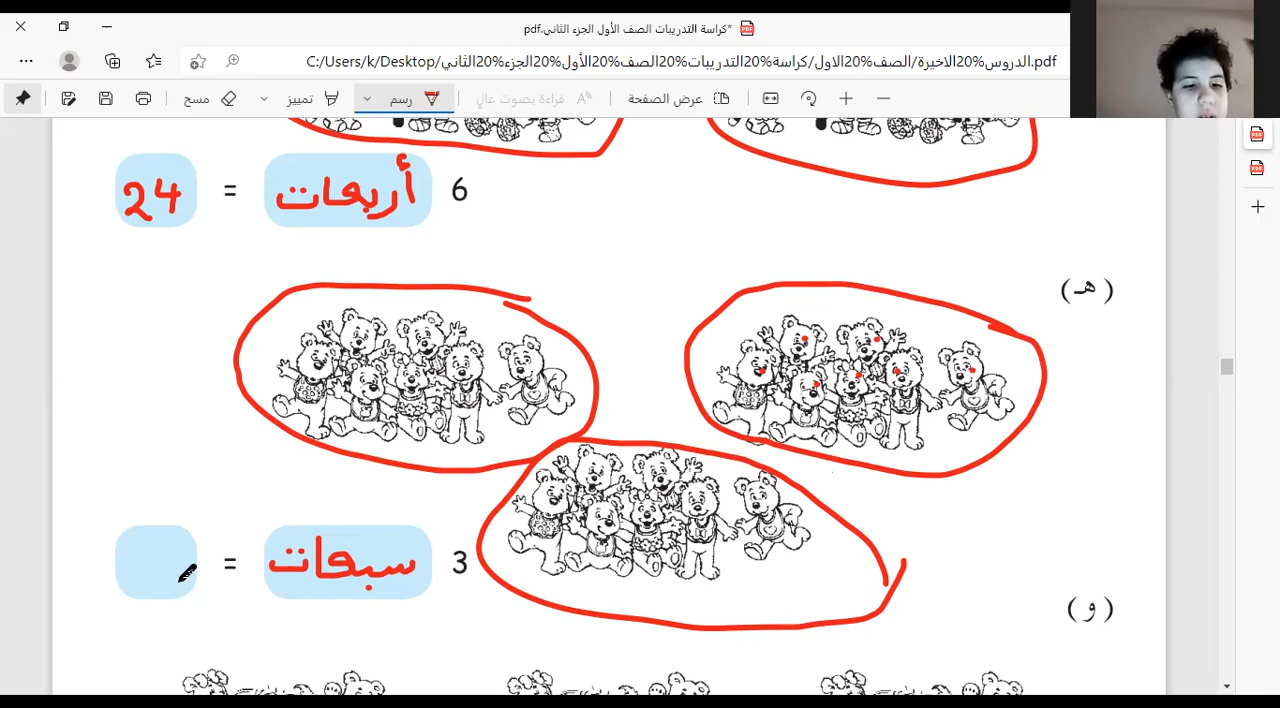 *كراسة التدريبات الصف الأول الجزء الثاني.pdf
C:/Users/k/Desktop/الدروس%20الاخيرة/الصف%20الاول/كراسة%20التدريبات%20الصف%20الأول%20الجزء%20الثاني.pdf
مسح
تمييز
رسم
قراءة بصوت عالٍ
عرض الصفحة
6 أربعات = 24
(هـ)
3 سبعات =
(و)